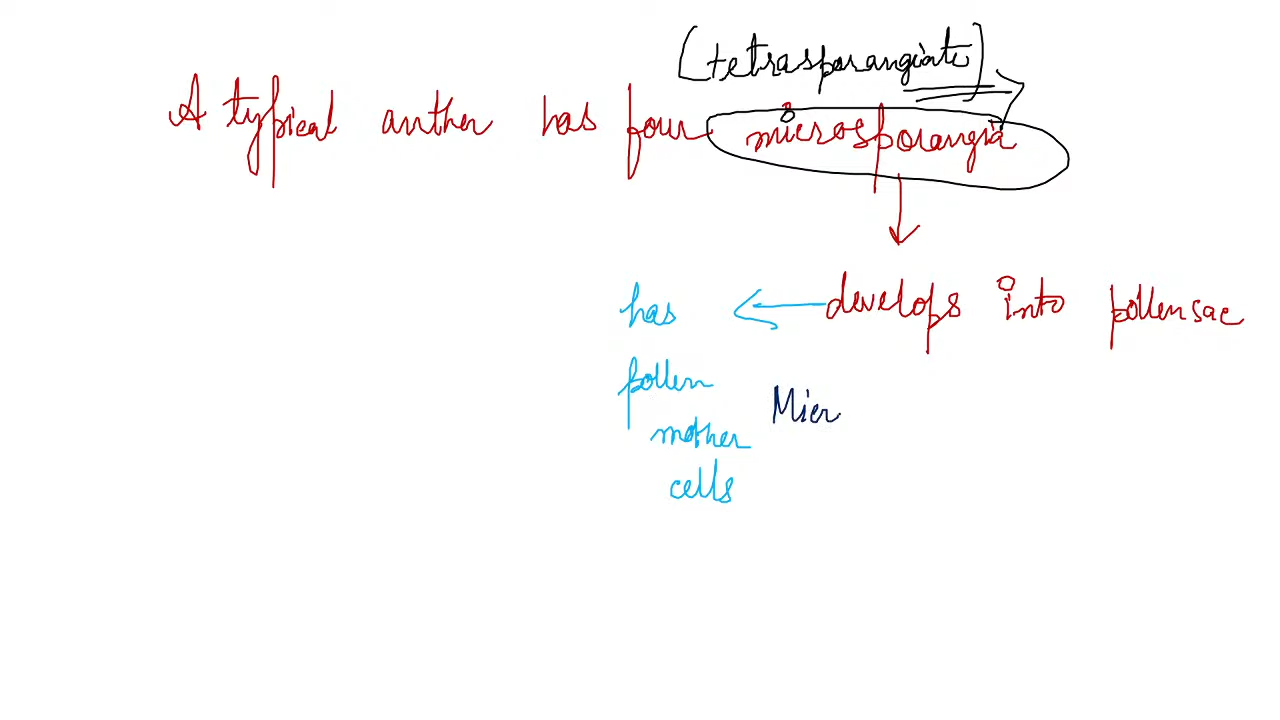 (tetrasporangiate)
A typical anther has four microsporangia
has develops into pollensac
pollen
mother
cells
Micr